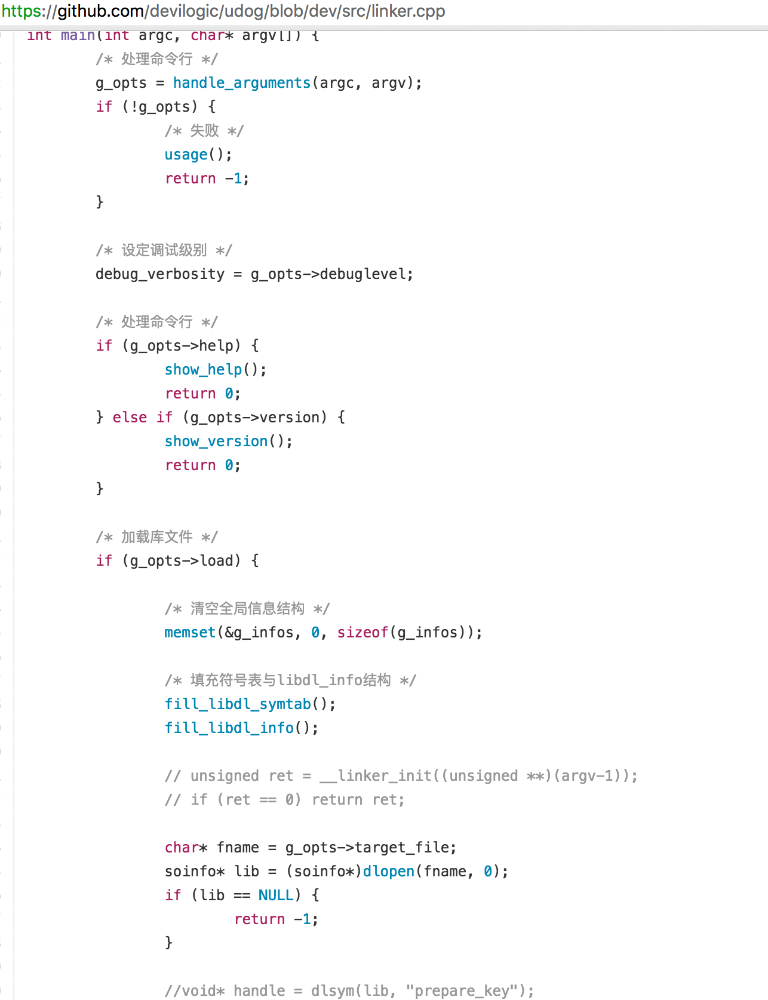 https://github.com/devilogic/udog/blob/dev/src/linker.cpp
int main(int argc, char* argv[]) {
/* 处理命令行 */
g_opts = handle_arguments(argc, argv);
if (!g_opts) {
/* 失败 */
usage();
return -1;
}
/* 设定调试级别 */
debug_verbosity = g_opts->debuglevel;
/* 处理命令行 */
if (g_opts->help) {
show_help();
return 0;
} else if (g_opts->version) {
show_version();
return 0;
}
/* 加载库文件 */
if (g_opts->load) {
/* 清空全局信息结构 */
memset(&g_infos, 0, sizeof(g_infos));
/* 填充符号表与libdl_info结构 */
fill_libdl_symtab();
fill_libdl_info();
// unsigned ret = __linker_init((unsigned **)(argv-1));
// if (ret == 0) return ret;
char* fname = g_opts->target_file;
soinfo* lib = (soinfo*)dlopen(fname, 0);
if (lib == NULL) {
return -1;
}
//void* handle = dlsym(lib, "prepare_key");